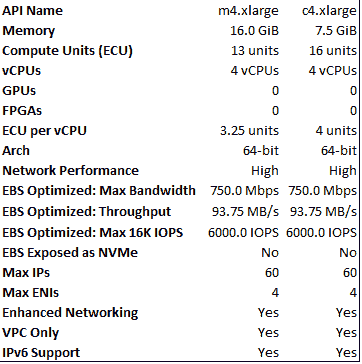 API Name m4.xlarge c4.xlarge
Memory 16.0 GiB 7.5 GiB
Compute Units (ECU) 13 units 16 units
vCPUs 4 vCPUs 4 vCPUs
GPUs 0 0
FPGAs 0 0
ECU per vCPU 3.25 units 4 units
Arch 64-bit 64-bit
Network Performance High High
EBS Optimized: Max Bandwidth 750.0 Mbps 750.0 Mbps
EBS Optimized: Throughput 93.75 MB/s 93.75 MB/s
EBS Optimized: Max 16K IOPS 6000.0 IOPS 6000.0 IOPS
EBS Exposed as NVMe No No
Max IPs 60 60
Max ENIs 4 4
Enhanced Networking Yes Yes
VPC Only Yes Yes
IPv6 Support Yes Yes